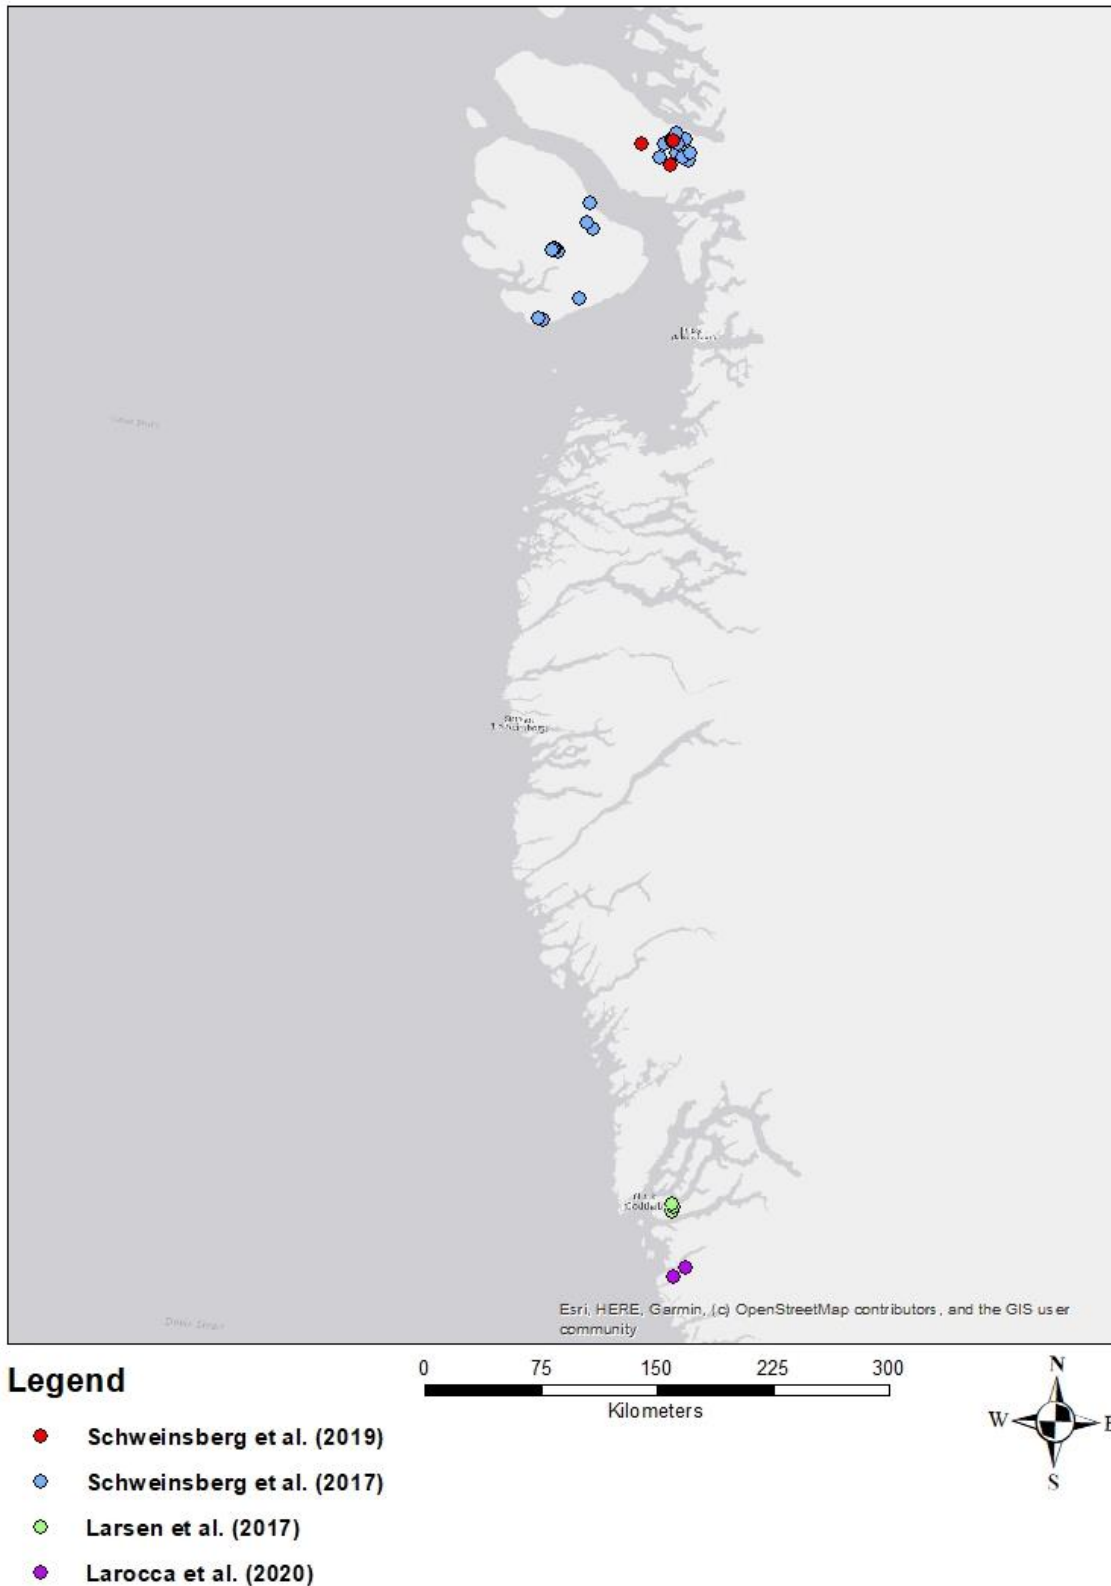 Esri, HERE, Garmin, (c) OpenStreetMap contributors, and the GIS user
community
Legend
0 75 150 225 300
Kilometers
N
W E
S
Schweinsberg et al. (2019)
Schweinsberg et al. (2017)
Larsen et al. (2017)
Larocca et al. (2020)